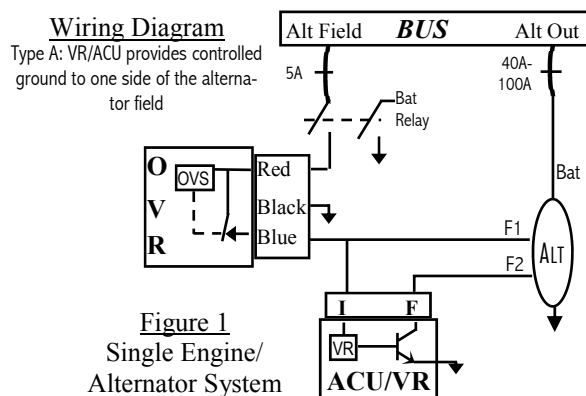 Wiring Diagram
Type A: VR/ACU provides controlled
ground to one side of the alterna-
tor field
Alt Field BUS Alt Out
5A
40A-
100A
Bat
Relay
Bat
O
V
R
OVS
Red
Black
Blue
F1
F2
ALT
I F
VR
ACU/VR
Figure 1
Single Engine/
Alternator System